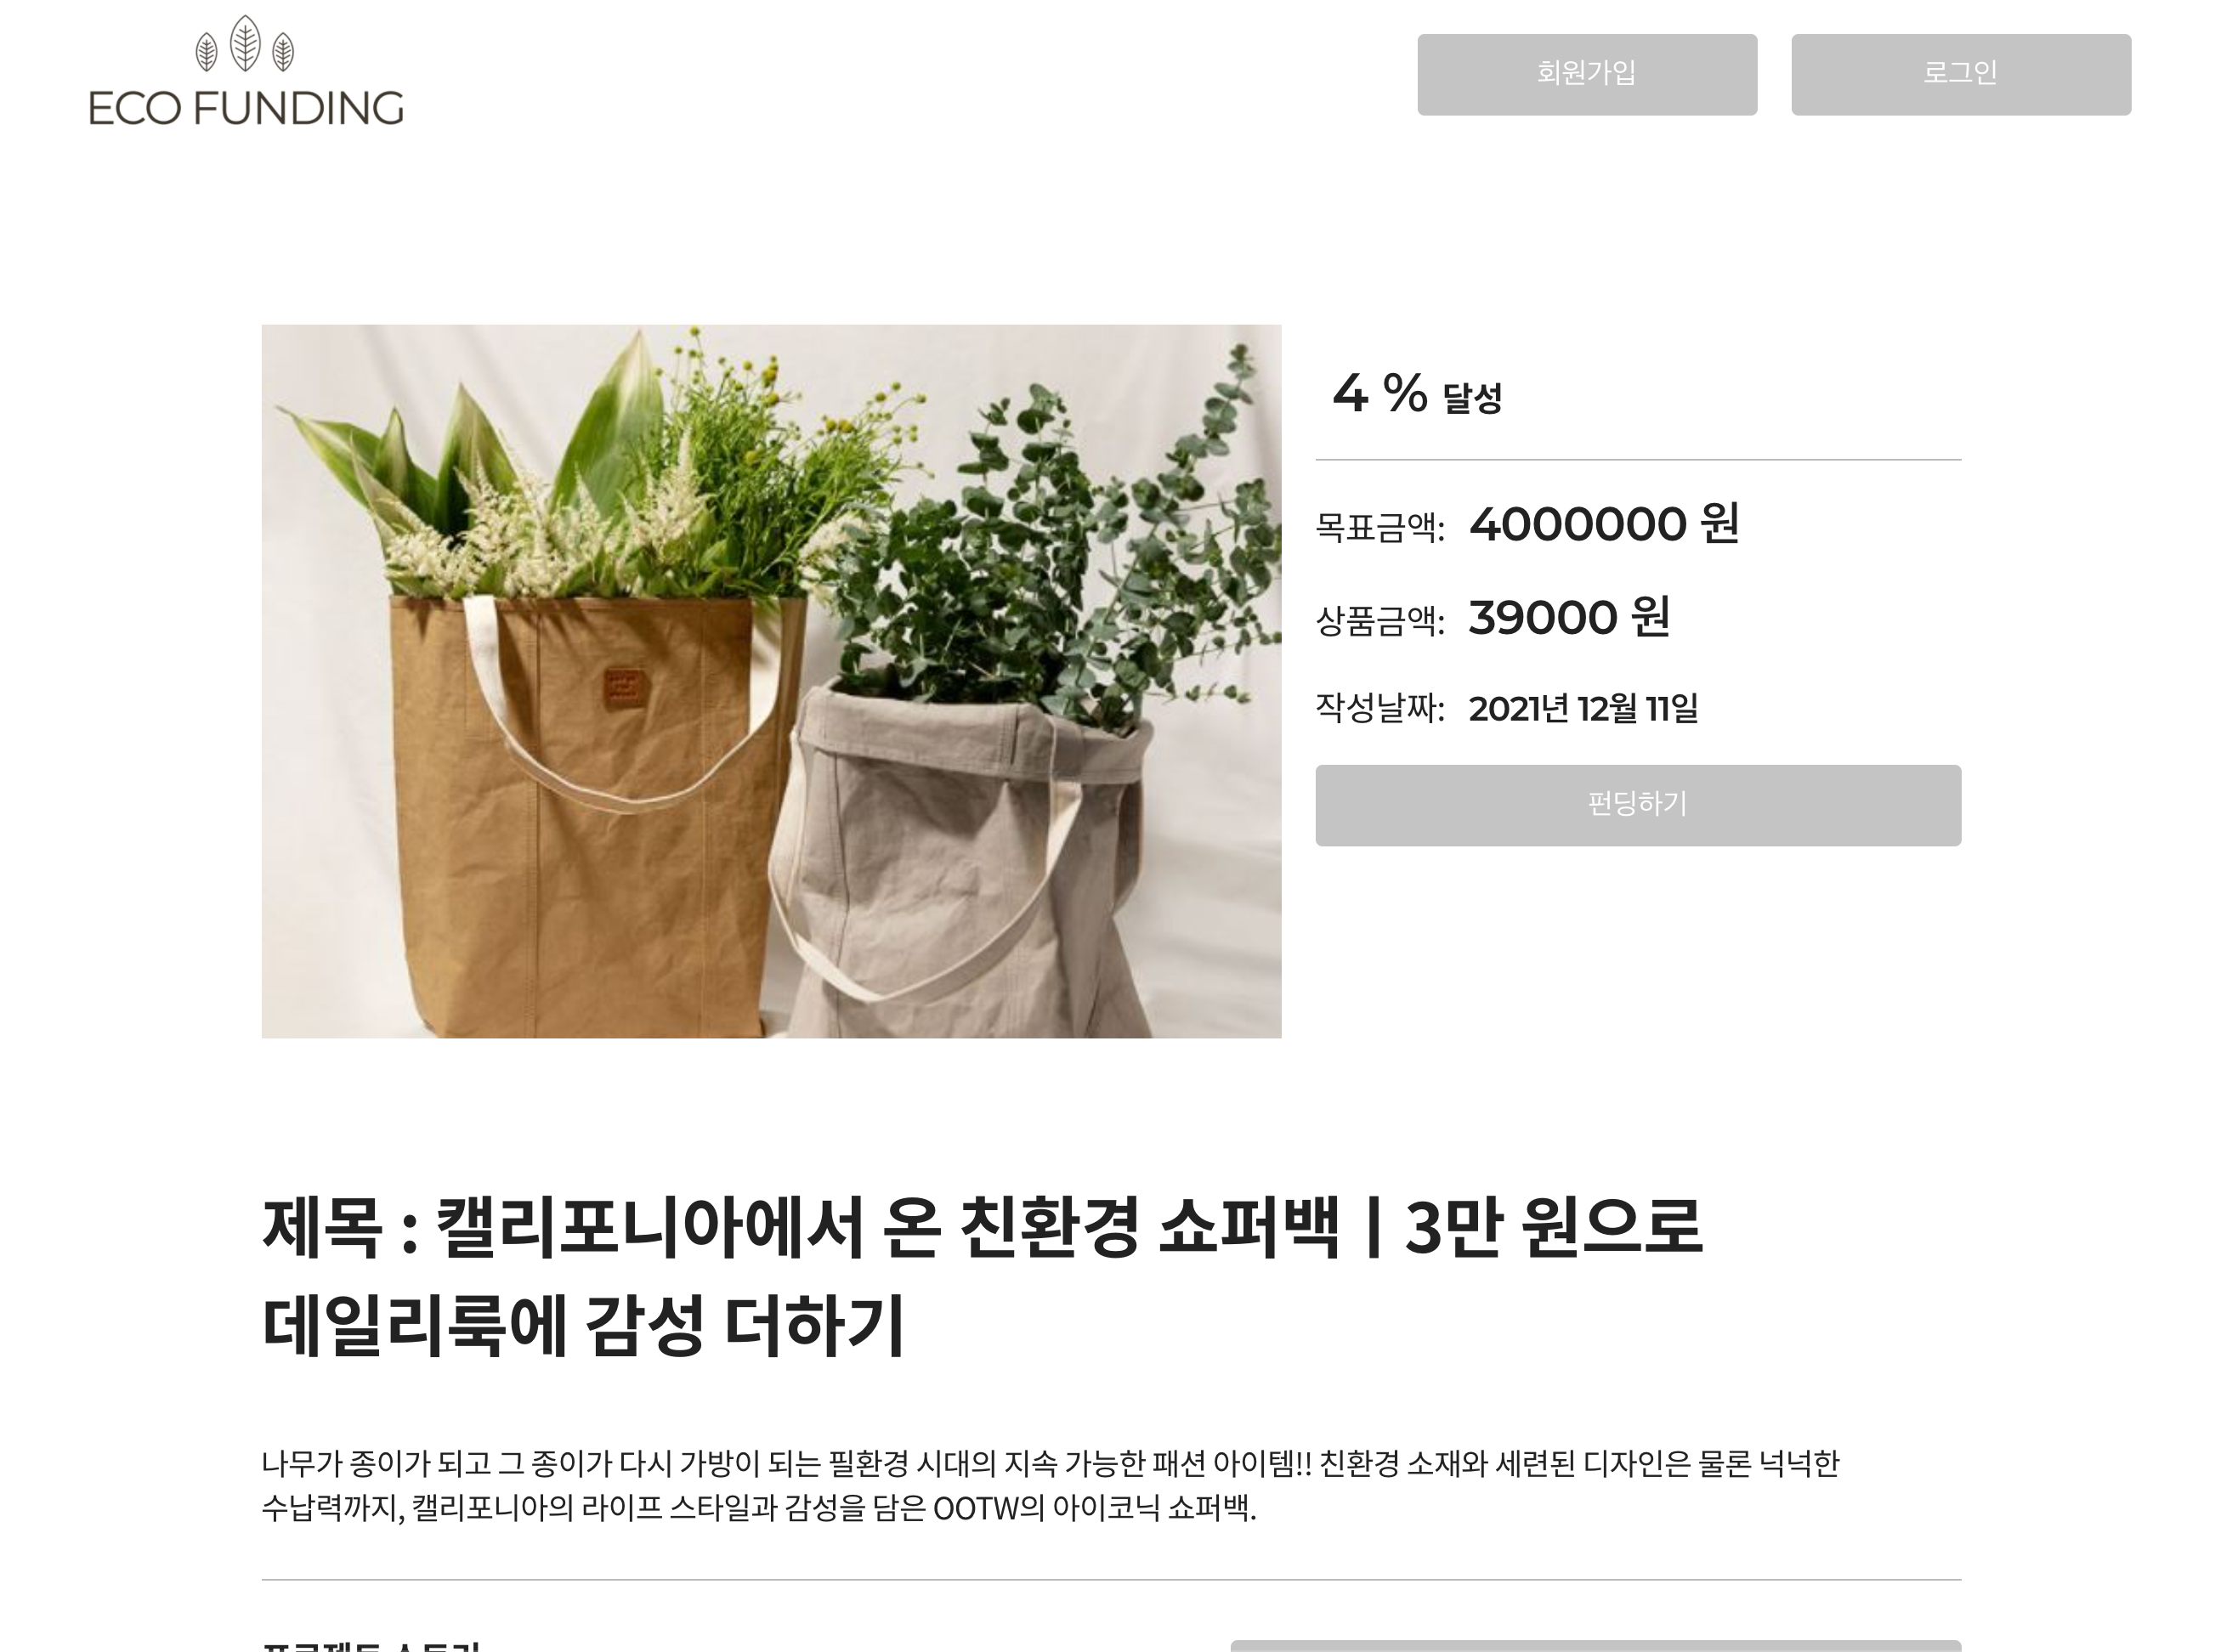 ECO FUNDING
회원가입
로그인
4 % 달성
목표금액: 4000000 원
상품금액: 39000 원
작성날짜: 2021년 12월 11일
펀딩하기
제목 : 캘리포니아에서 온 친환경 쇼퍼백ㅣ3만 원으로
데일리룩에 감성 더하기
나무가 종이가 되고 그 종이가 다시 가방이 되는 필환경 시대의 지속 가능한 패션 아이템!! 친환경 소재와 세련된 디자인은 물론 넉넉한
수납력까지, 캘리포니아의 라이프 스타일과 감성을 담은 OOTW의 아이코닉 쇼퍼백.